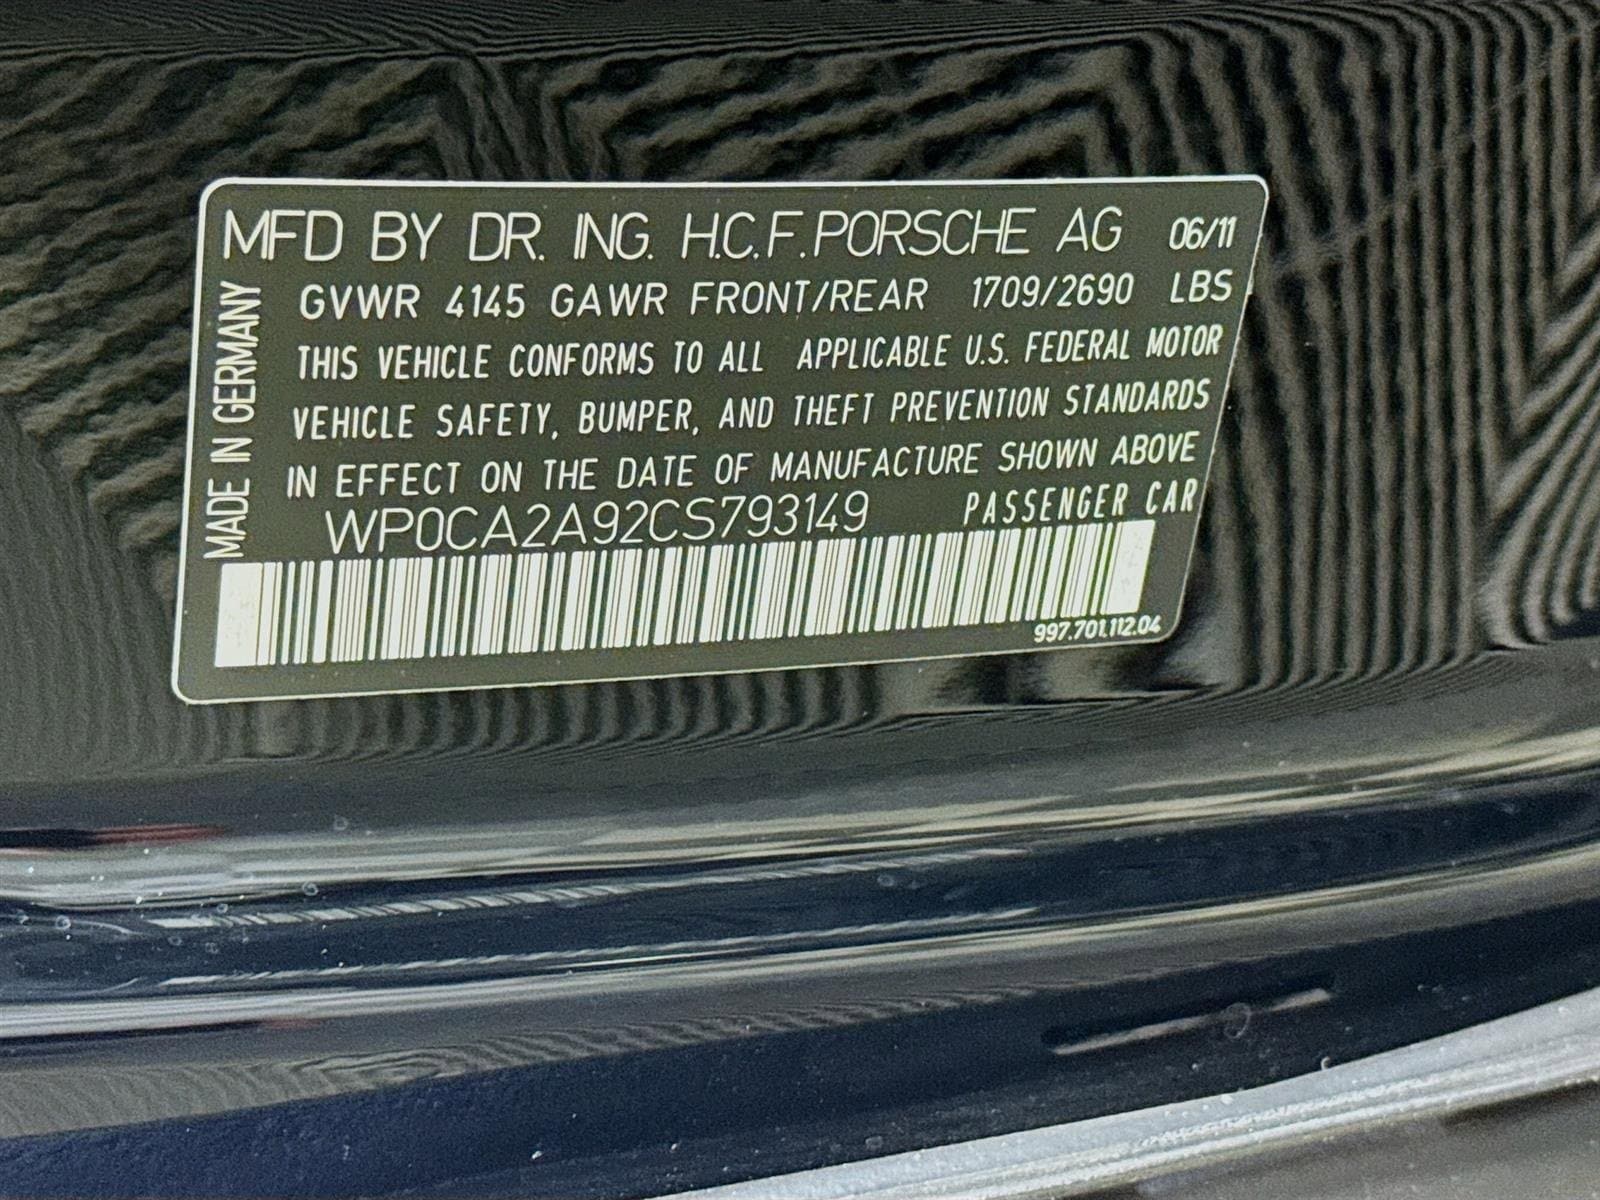 MFD BY DR. ING. H.C.F. PORSCHE AG 06/11
GVWR 4145 GAWR FRONT/REAR 1709/2690 LBS
THIS VEHICLE CONFORMS TO ALL APPLICABLE U.S. FEDERAL MOTOR
VEHICLE SAFETY, BUMPER, AND THEFT PREVENTION STANDARDS
IN EFFECT ON THE DATE OF MANUFACTURE SHOWN ABOVE
WP0CA2A92CS793149 PASSENGER CAR
997.701.112.04
MADE IN GERMANY